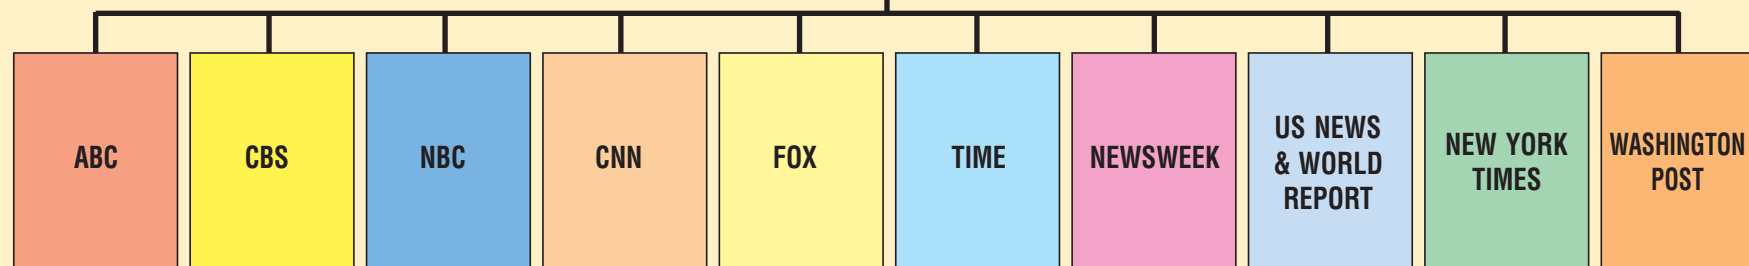 ABC
CBS
NBC
CNN
FOX
TIME
NEWSWEEK
US NEWS
& WORLD
REPORT
NEW YORK
TIMES
WASHINGTON
POST